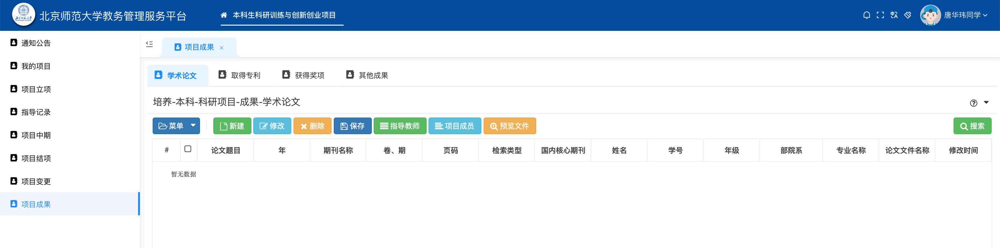 北京师范大学教务管理服务平台
本科生科研训练与创新创业项目
唐华玮同学
通知公告
我的项目
项目立项
指导记录
项目中期
项目结项
项目变更
项目成果
项目成果 ×
学术论文 取得专利 获得奖项 其他成果
培养-本科-科研项目-成果-学术论文
菜单 新建 修改 删除 保存 指导教师 项目成员 预览文件 搜索
# 论文题目 年 期刊名称 卷、期 页码 检索类型 国内核心期刊 姓名 学号 年级 部院系 专业名称 论文文件名称 修改时间
暂无数据